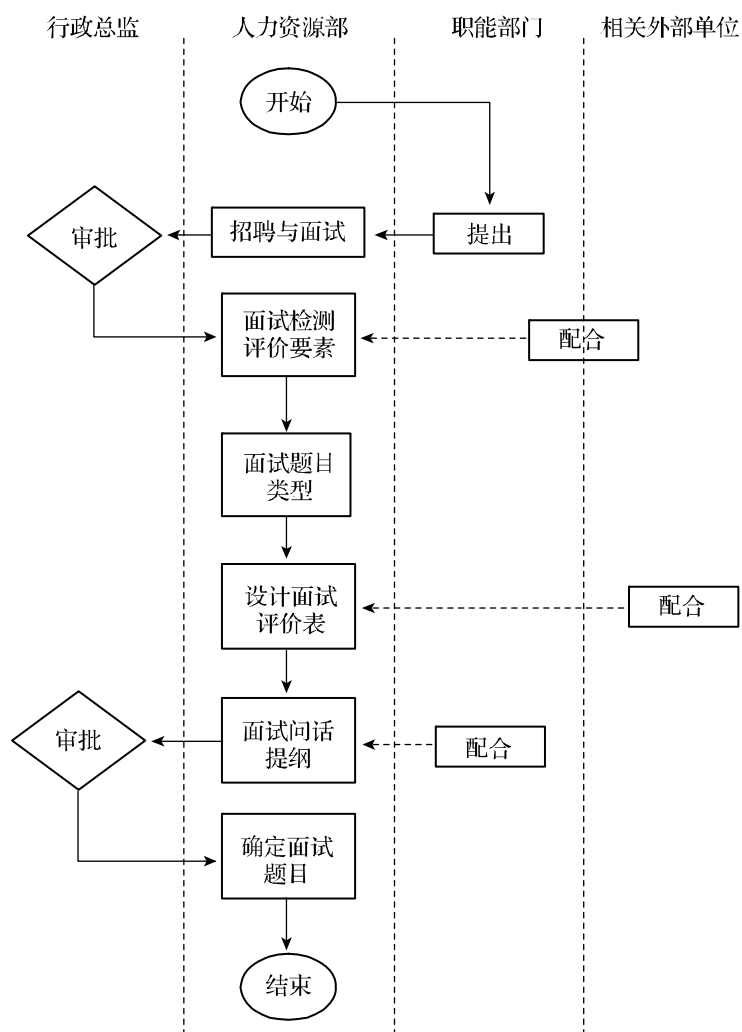 行政总监 人力资源部 职能部门 相关外部单位
开始
审批 招聘与面试 提出
面试检测
评价要素
配合
面试题目
类型
设计面试
评价表
配合
审批
面试问话
提纲
配合
确定面试
题目
结束